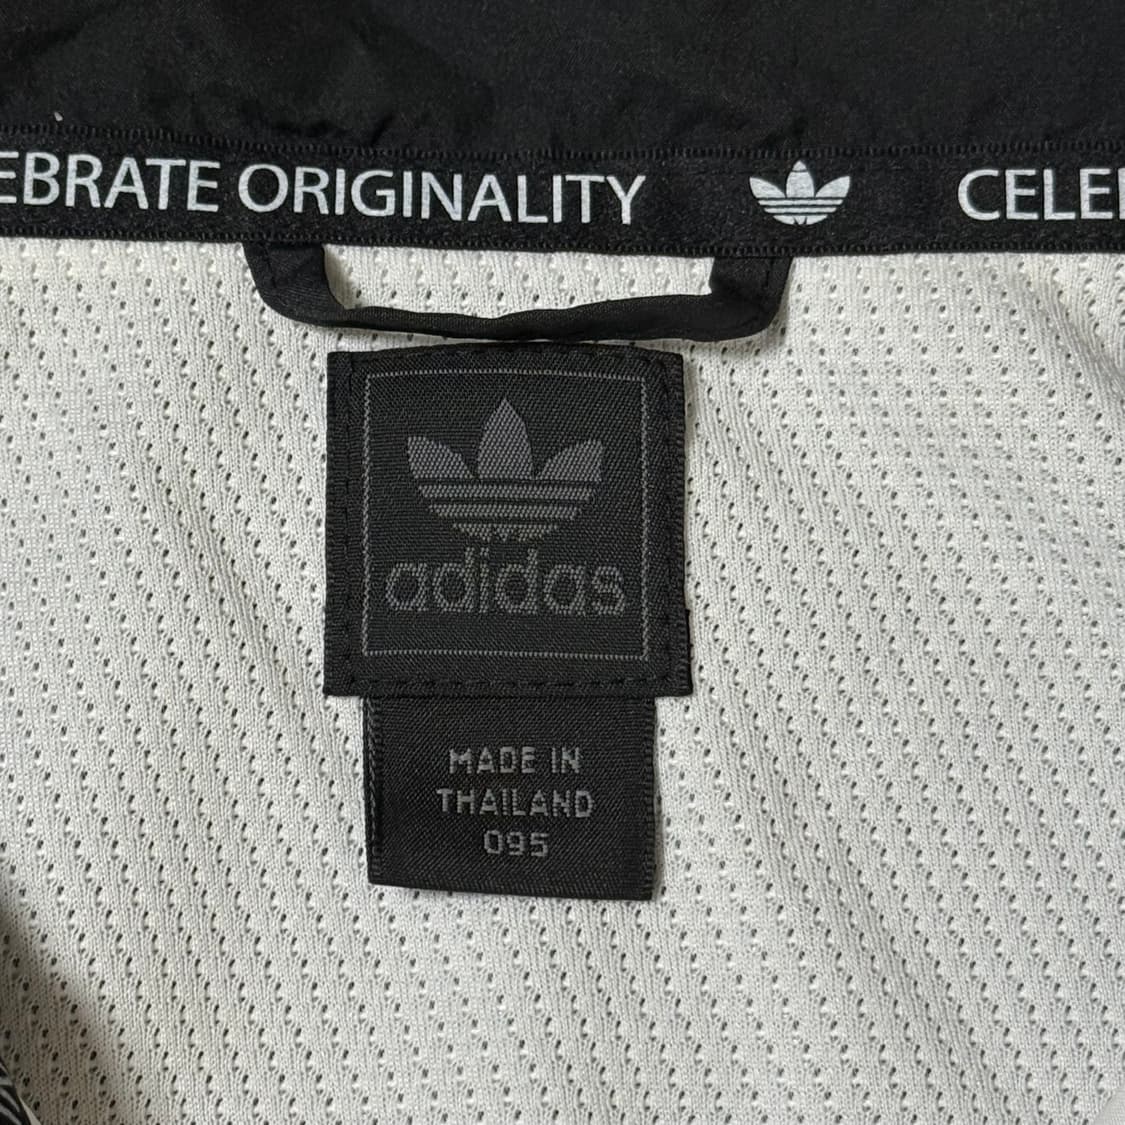 EBRATE ORIGINALITY CELE
adidas
MADE IN
THAILAND
095